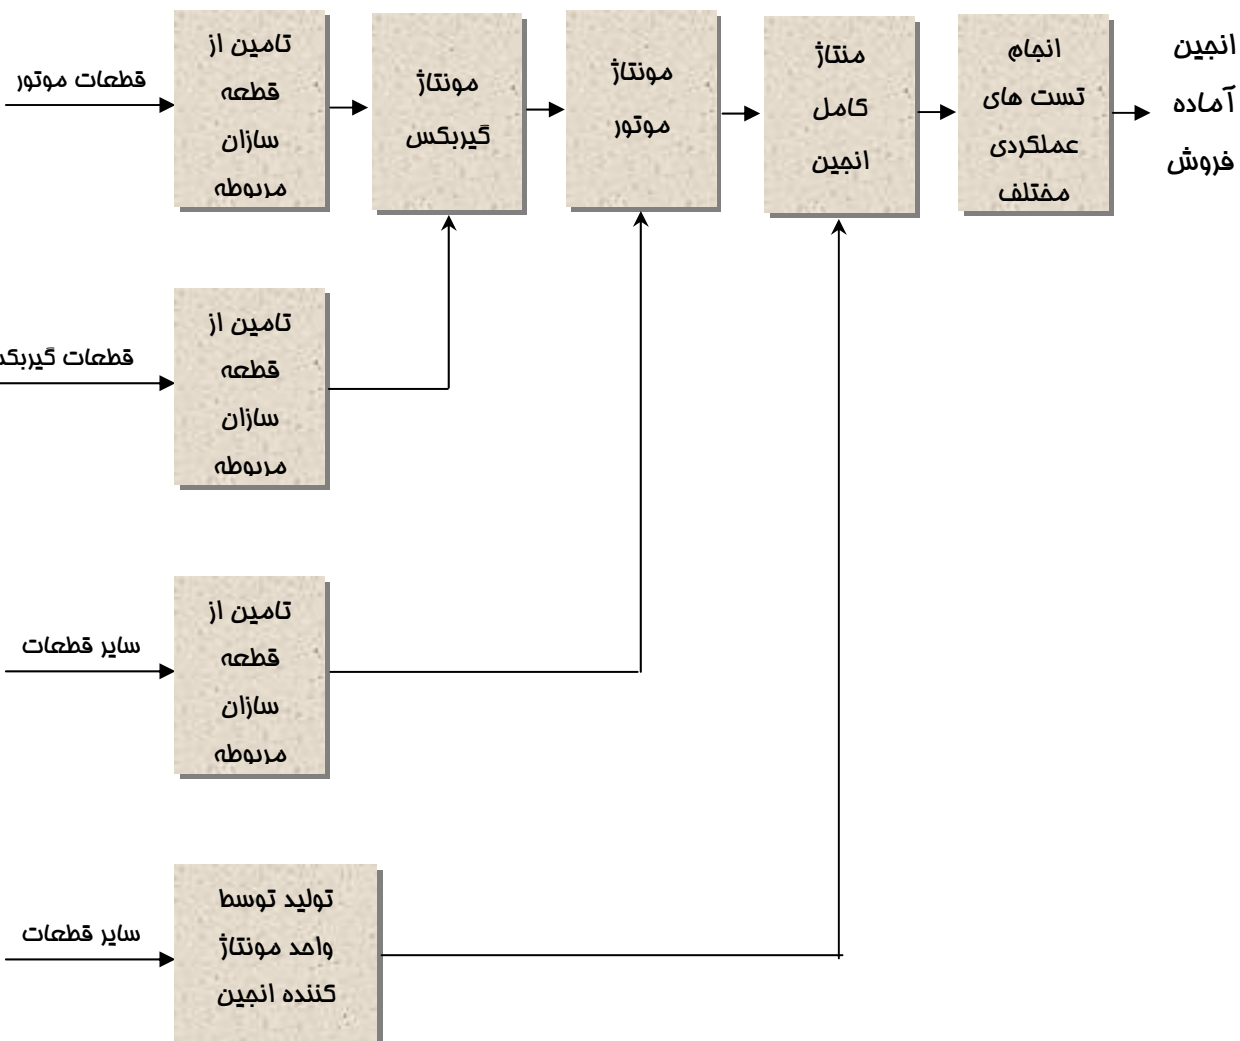 قطعات موتور
تامین از
قطعه
سازان
مربوطه
مونتاژ
گیربکس
مونتاژ
موتور
منتاژ
کامل
انجین
انجام
تست های
عملکردی
مختلف
انجین
آماده
فروش
قطعات
تامین از
قطعه
سازان
مربوطه
سایر قطعات
تامین از
قطعه
سازان
مربوطه
سایر قطعات
تولید توسط
واحد مونتاژ
کننده انجین